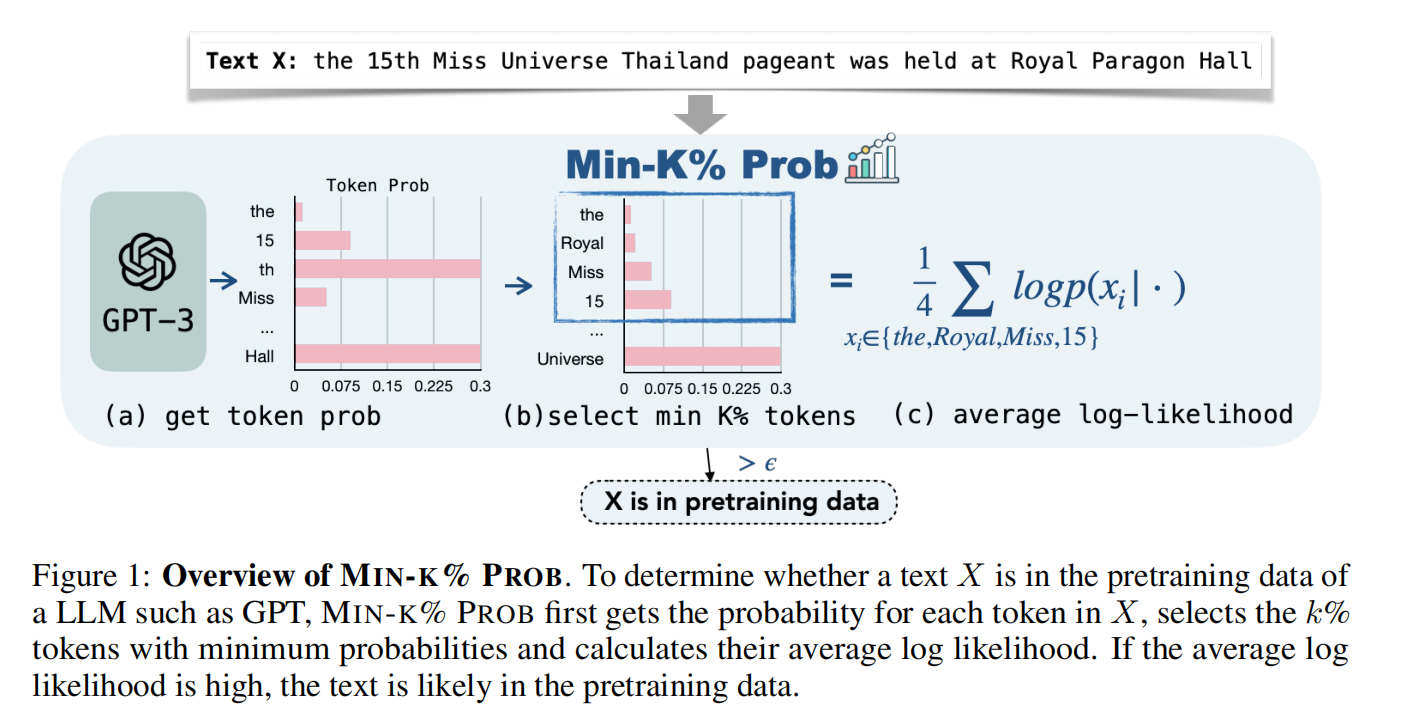 Text X: the 15th Miss Universe Thailand pageant was held at Royal Paragon Hall
Min-K% Prob
GPT-3
Token Prob
the
15
th
Miss
...
Hall
0 0.075 0.15 0.225 0.3
the
Royal
Miss
15
...
Universe
0 0.075 0.15 0.225 0.3
= 1/4 ∑ logp(xᵢ| · )
xᵢ∈{the,Royal,Miss,15}
(a) get token prob
(b)select min K% tokens
(c) average log-likelihood
> ϵ
X is in pretraining data
Figure 1: Overview of MIN-K% PROB. To determine whether a text X is in the pretraining data of
a LLM such as GPT, MIN-K% PROB first gets the probability for each token in X, selects the k%
tokens with minimum probabilities and calculates their average log likelihood. If the average log
likelihood is high, the text is likely in the pretraining data.